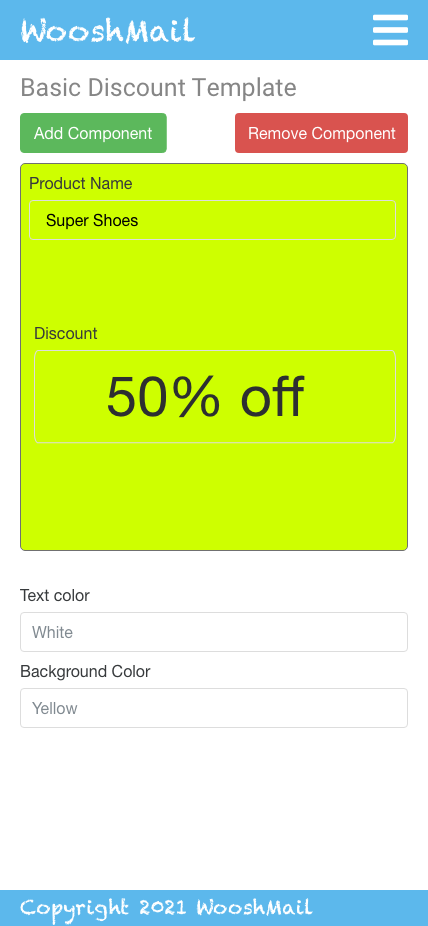 WooshMail
Basic Discount Template
Add Component
Remove Component
Product Name
Super Shoes
Discount
50% off
Text color
White
Background Color
Yellow
Copyright 2021 WooshMail